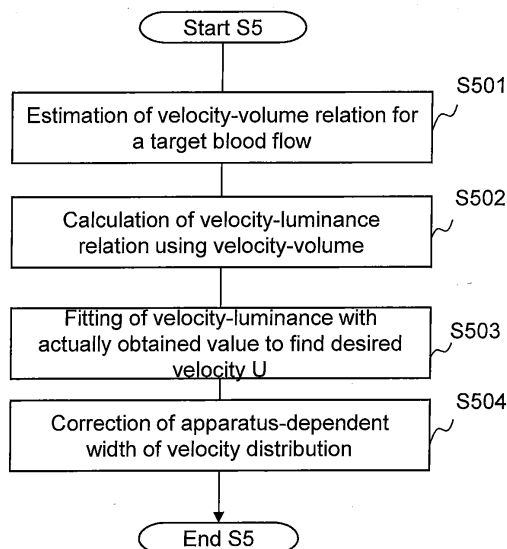 Start S5
S501
Estimation of velocity-volume relation for
a target blood flow
S502
Calculation of velocity-luminance
relation using velocity-volume
S503
Fitting of velocity-luminance with
actually obtained value to find desired
velocity U
S504
Correction of apparatus-dependent
width of velocity distribution
End S5